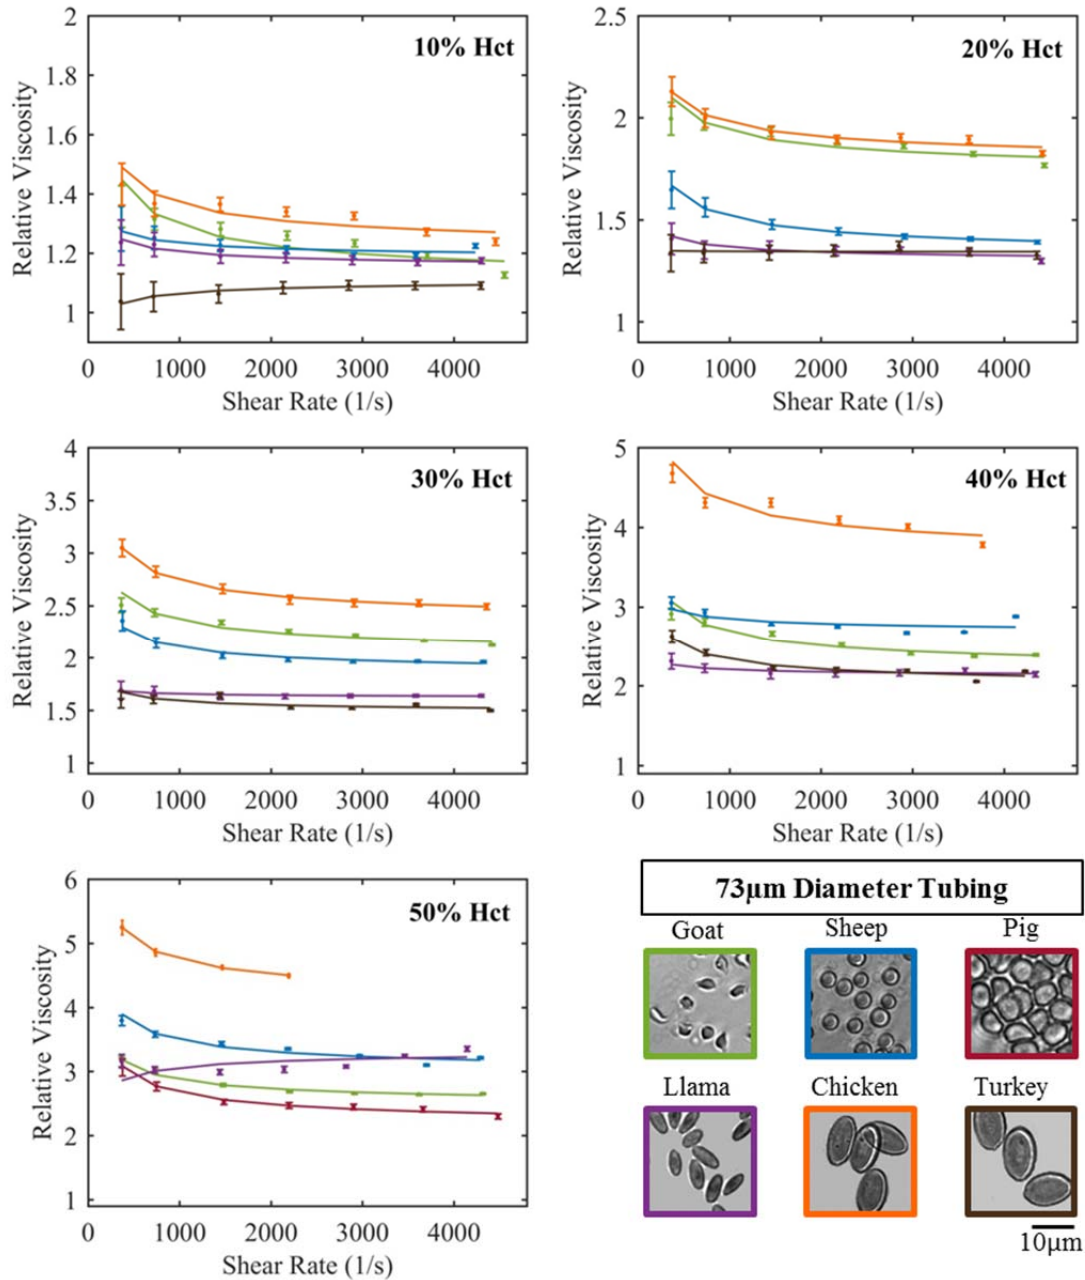 10% Hct
2
1.8
1.6
1.4
1.2
1
Relative Viscosity
0 1000 2000 3000 4000
Shear Rate (1/s)
20% Hct
2.5
2
1.5
1
Relative Viscosity
0 1000 2000 3000 4000
Shear Rate (1/s)
30% Hct
4
3.5
3
2.5
2
1.5
1
Relative Viscosity
0 1000 2000 3000 4000
Shear Rate (1/s)
40% Hct
5
4
3
2
1
Relative Viscosity
0 1000 2000 3000 4000
Shear Rate (1/s)
50% Hct
6
5
4
3
2
1
Relative Viscosity
0 1000 2000 3000 4000
Shear Rate (1/s)
73μm Diameter Tubing
Goat Sheep Pig
Llama Chicken Turkey
10μm